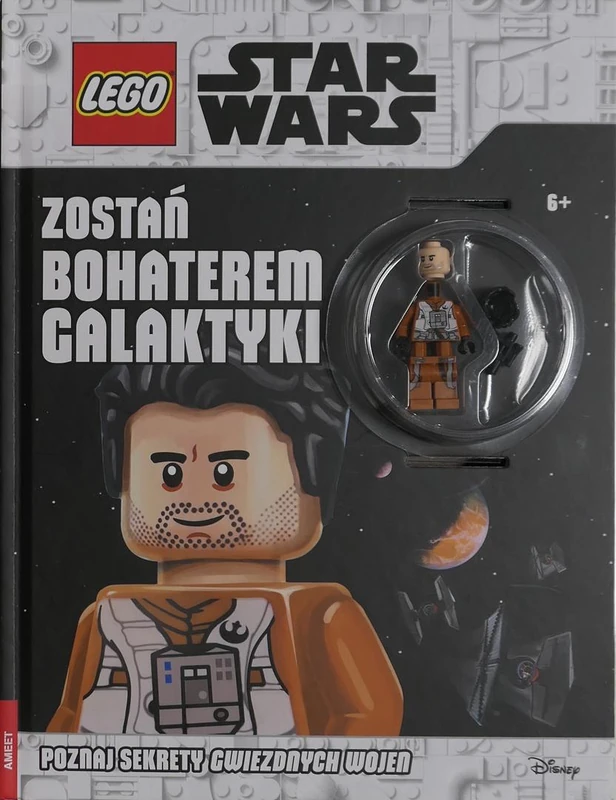 LEGO
STAR
WARS
6+
ZOSTAŃ
BOHATEREM
GALAKTYKI
POZNAJ SEKRETY GWIEZDNYCH WOJEN
AMEET
Disney